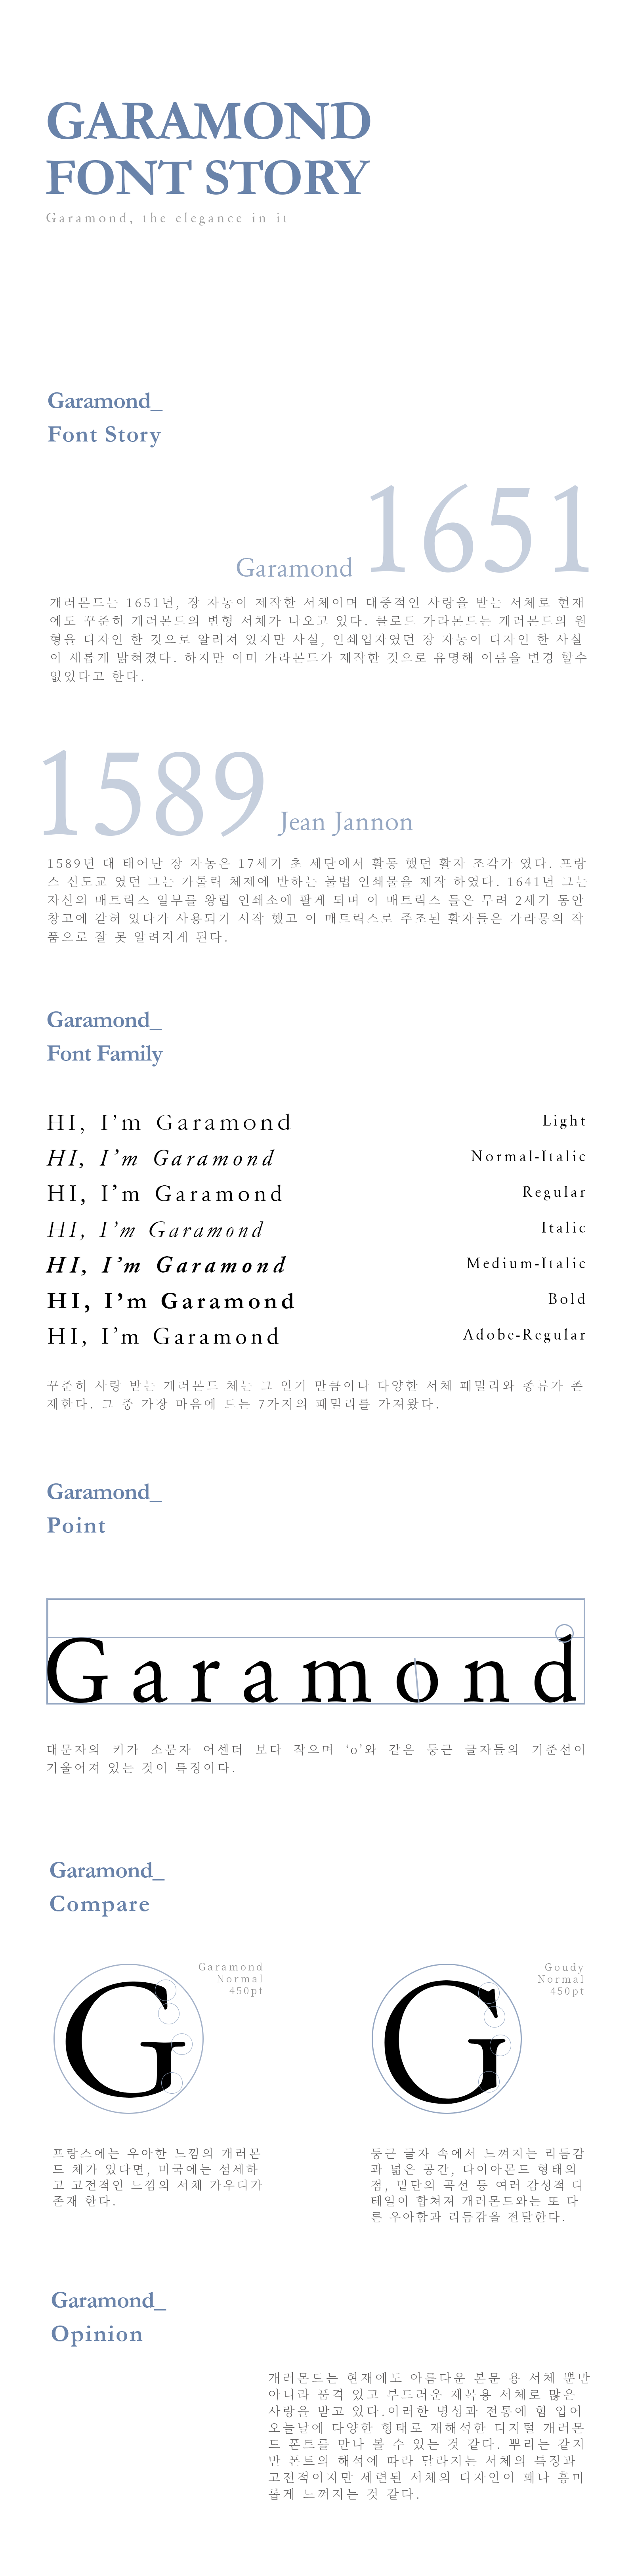 GARAMOND
FONT STORY
Garamond, the elegance in it
Garamond_
Font Story
Garamond 1651
개러몬드는 1651년, 장 자농이 제작한 서체이며 대중적인 사랑을 받는 서체로 현재
에도 꾸준히 개러몬드의 변형 서체가 나오고 있다. 클로드 가라몬드는 개러몬드의 원
형을 디자인 한 것으로 알려져 있지만 사실, 인쇄업자였던 장 자농이 디자인 한 사실
이 새롭게 밝혀졌다. 하지만 이미 가라몬드가 제작한 것으로 유명해 이름을 변경 할수
없었다고 한다.
1589 Jean Jannon
1589년 대 태어난 장 자농은 17세기 초 세단에서 활동 했던 활자 조각가 였다. 프랑
스 신도교 였던 그는 가톨릭 체제에 반하는 불법 인쇄물을 제작 하였다. 1641년 그는
자신의 매트릭스 일부를 왕립 인쇄소에 팔게 되며 이 매트릭스 들은 무려 2세기 동안
창고에 갇혀 있다가 사용되기 시작 했고 이 매트릭스로 주조된 활자들은 가라몽의 작
품으로 잘 못 알려지게 된다.
Garamond_
Font Family
HI, I’m Garamond Light
HI, I’m Garamond Normal-Italic
HI, I’m Garamond Regular
HI, I’m Garamond Italic
HI, I’m Garamond Medium-Italic
HI, I’m Garamond Bold
HI, I’m Garamond Adobe-Regular
꾸준히 사랑 받는 개러몬드 체는 그 인기 만큼이나 다양한 서체 패밀리와 종류가 존
재한다. 그 중 가장 마음에 드는 7가지의 패밀리를 가져왔다.
Garamond_
Point
Garamond
대문자의 키가 소문자 어센더 보다 작으며 ‘o’와 같은 둥근 글자들의 기준선이
기울어져 있는 것이 특징이다.
Garamond_
Compare
G
Garamond
Normal
450pt
프랑스에는 우아한 느낌의 개러몬
드 체가 있다면, 미국에는 섬세하
고 고전적인 느낌의 서체 가우디가
존재 한다.
G
Goudy
Normal
450pt
둥근 글자 속에서 느껴지는 리듬감
과 넓은 공간, 다이아몬드 형태의
점, 밑단의 곡선 등 여러 감성적 디
테일이 합쳐져 개러몬드와는 또 다
른 우아함과 리듬감을 전달한다.
Garamond_
Opinion
개러몬드는 현재에도 아름다운 본문 용 서체 뿐만
아니라 품격 있고 부드러운 제목용 서체로 많은
사랑을 받고 있다.이러한 명성과 전통에 힘 입어
오늘날에 다양한 형태로 재해석한 디지털 개러몬
드 폰트를 만나 볼 수 있는 것 같다. 뿌리는 같지
만 폰트의 해석에 따라 달라지는 서체의 특징과
고전적이지만 세련된 서체의 디자인이 꽤나 흥미
롭게 느껴지는 것 같다.